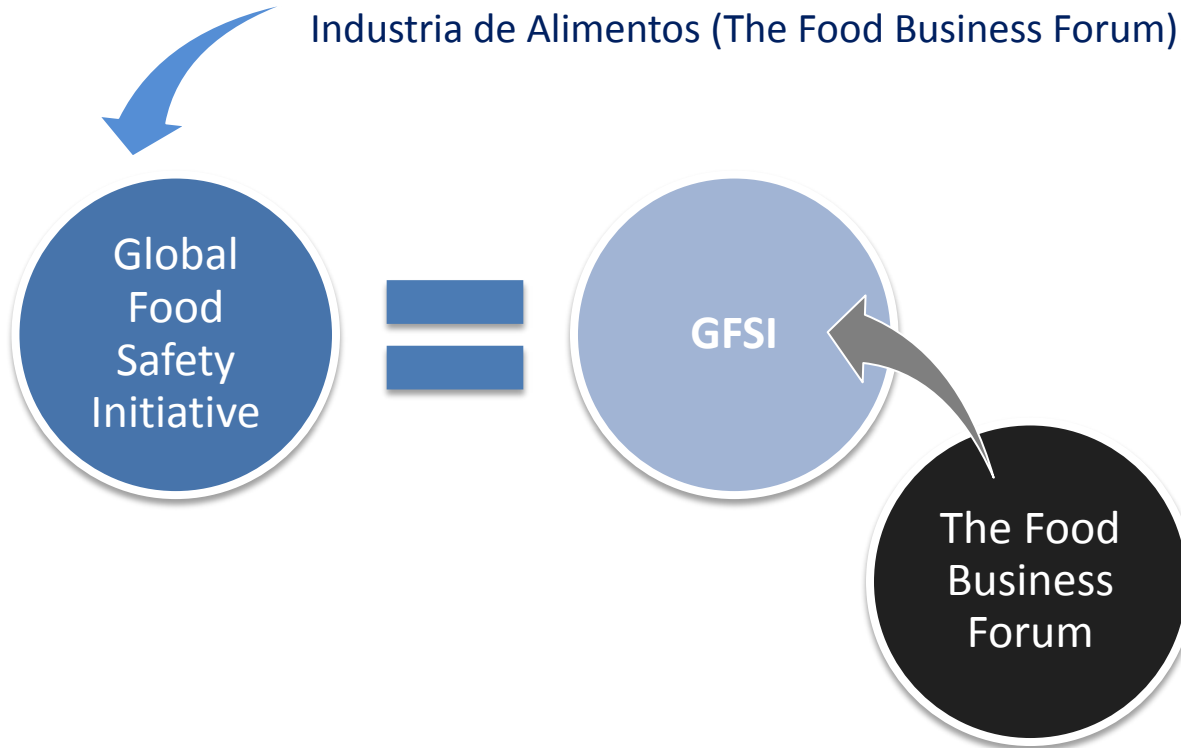 Industria de Alimentos (The Food Business Forum)
Global
Food
Safety
Initiative
GFSI
The Food
Business
Forum